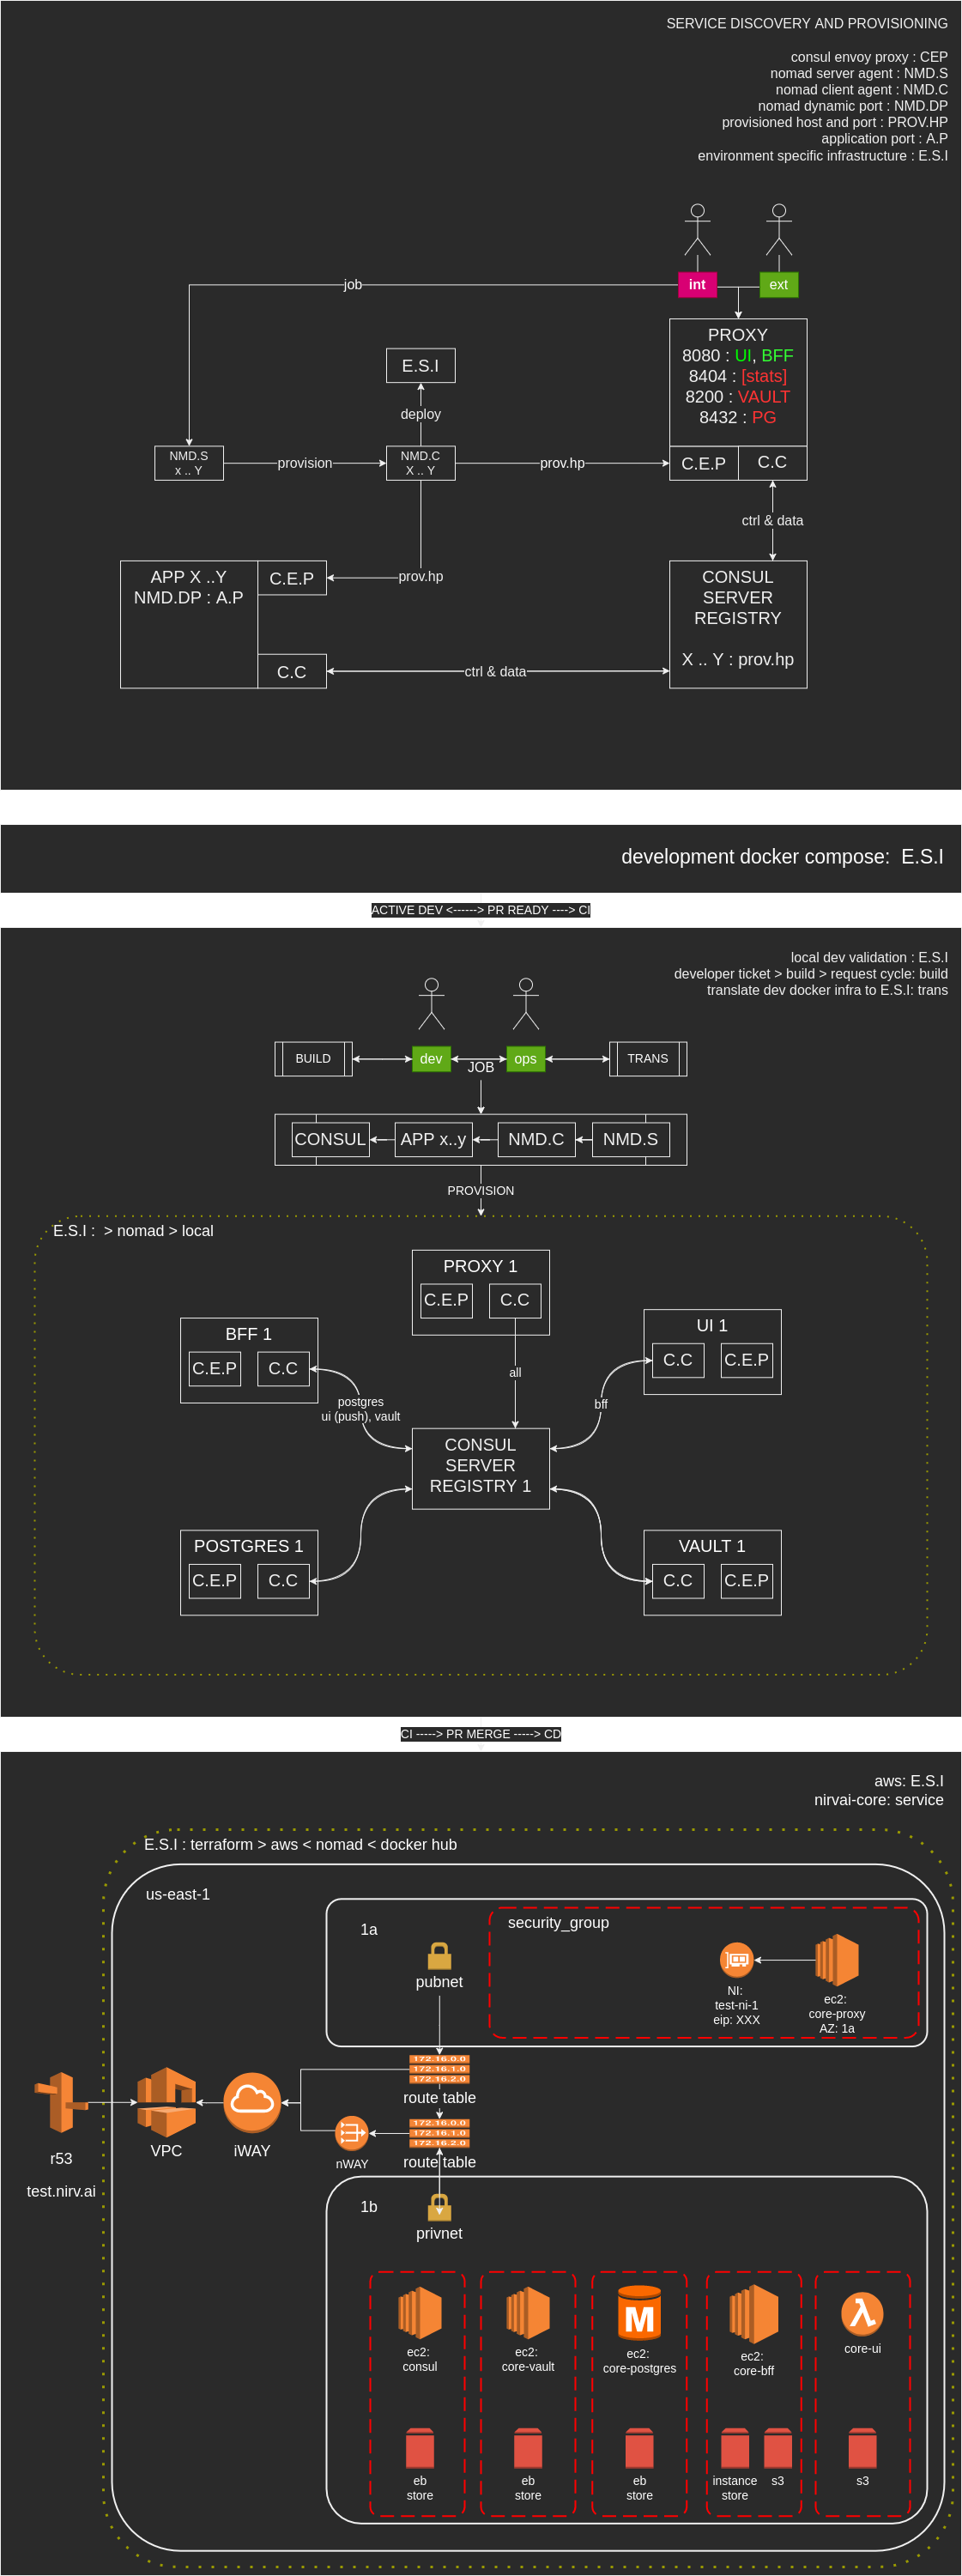 SERVICE DISCOVERY AND PROVISIONING
consul envoy proxy : CEP
nomad server agent : NMD.S
nomad client agent : NMD.C
nomad dynamic port : NMD.DP
provisioned host and port : PROV.HP
application port : A.P
environment specific infrastructure : E.S.I
job
int
ext
PROXY
8080 : UI, BFF
8404 : [stats]
8200 : VAULT
8432 : PG
E.S.I
deploy
NMD.S
x .. Y
provision
NMD.C
X .. Y
prov.hp
C.E.P
C.C
ctrl & data
APP X ..Y
NMD.DP : A.P
C.E.P
prov.hp
CONSUL
SERVER
REGISTRY
X .. Y : prov.hp
C.C
ctrl & data
development docker compose:  E.S.I
ACTIVE DEV <------> PR READY ----> CI
local dev validation : E.S.I
developer ticket > build > request cycle: build
translate dev docker infra to E.S.I: trans
BUILD
dev
ops
TRANS
JOB
CONSUL
APP x..y
NMD.C
NMD.S
PROVISION
E.S.I :  > nomad > local
PROXY 1
C.E.P
C.C
BFF 1
C.E.P
C.C
UI 1
C.C
C.E.P
all
postgres
ui (push), vault
bff
CONSUL
SERVER
REGISTRY 1
POSTGRES 1
C.E.P
C.C
VAULT 1
C.C
C.E.P
CI -----> PR MERGE -----> CD
aws: E.S.I
nirvai-core: service
E.S.I : terraform > aws < nomad < docker hub
us-east-1
1a
security_group
pubnet
NI:
test-ni-1
eip: XXX
ec2:
core-proxy
AZ: 1a
172.16.0.0
172.16.1.0
172.16.2.0
route table
172.16.0.0
172.16.1.0
172.16.2.0
route table
r53
test.nirv.ai
VPC
iWAY
nWAY
1b
privnet
ec2:
consul
ec2:
core-vault
M
ec2:
core-postgres
ec2:
core-bff
core-ui
eb
store
eb
store
eb
store
instance
store
s3
s3